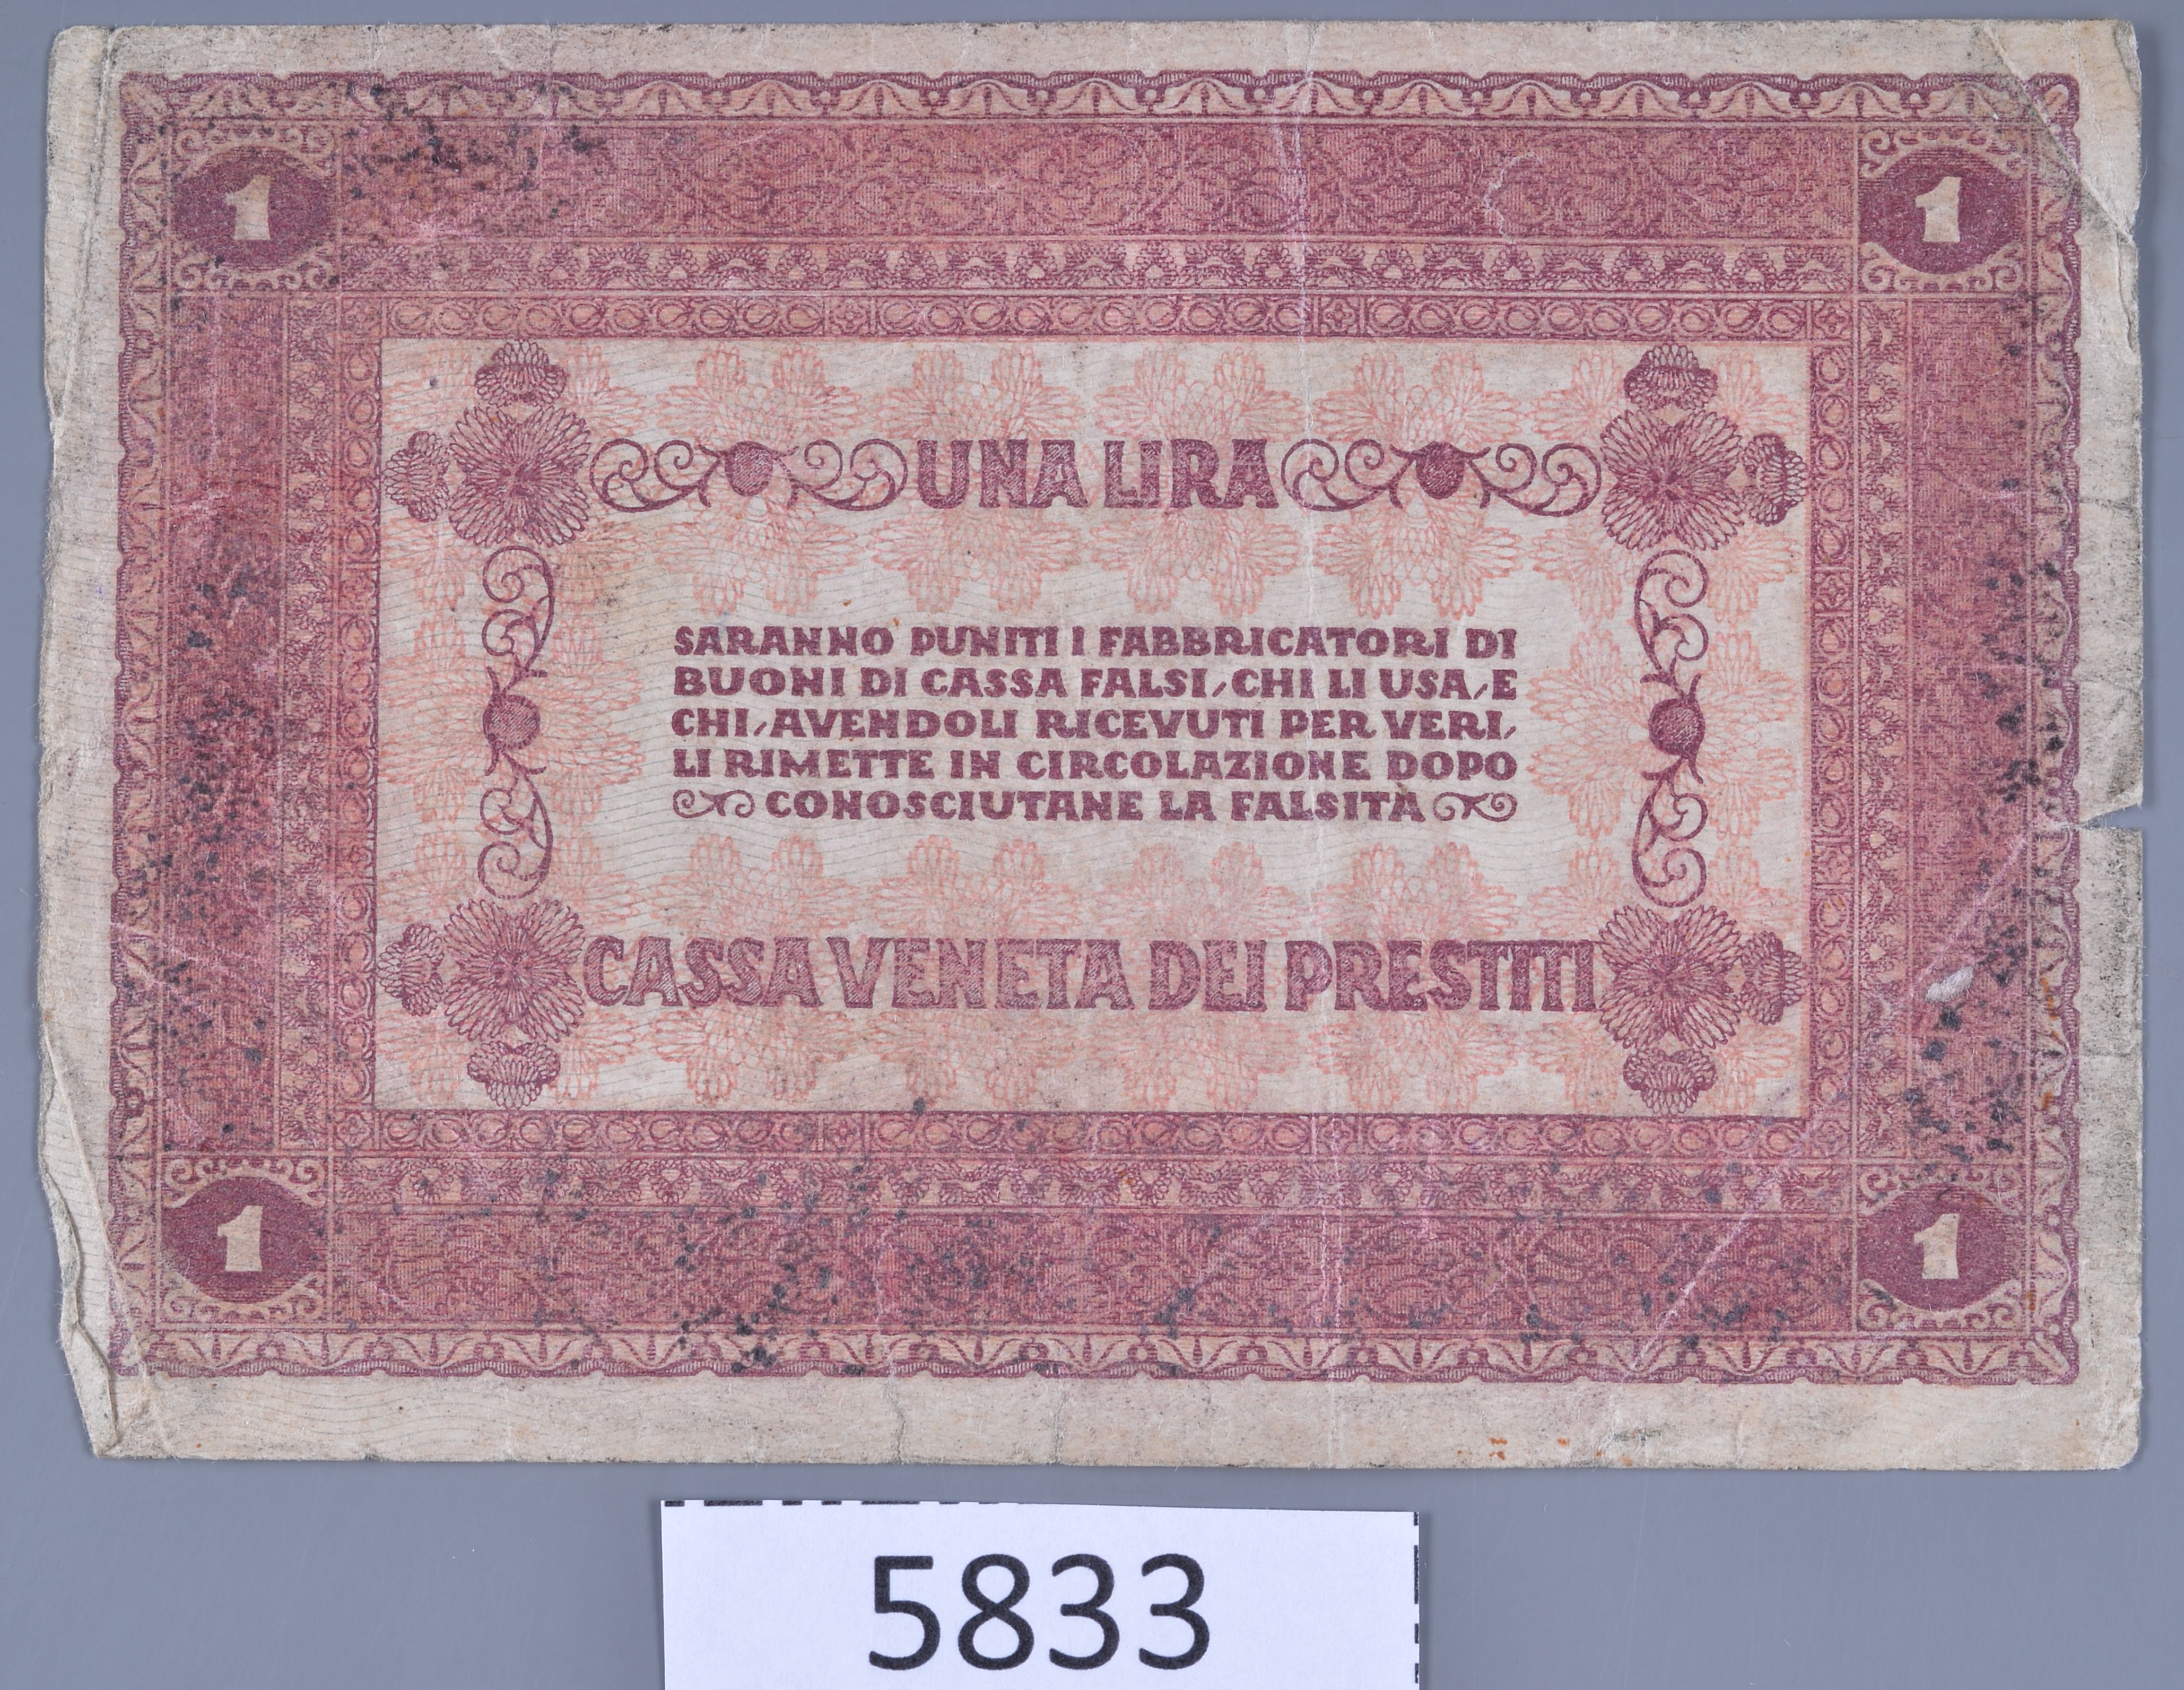 1 1
UNA LIRA
SARANNO PUNITI I FABBRICATORI DI
BUONI DI CASSA FALSI, CHI LI USA, E
CHI, AVENDOLI RICEVUTI PER VERI,
LI RIMETTE IN CIRCOLAZIONE DOPO
CONOSCIUTANE LA FALSITÀ
CASSA VENETA DEI PRESTITI
1 1
5833